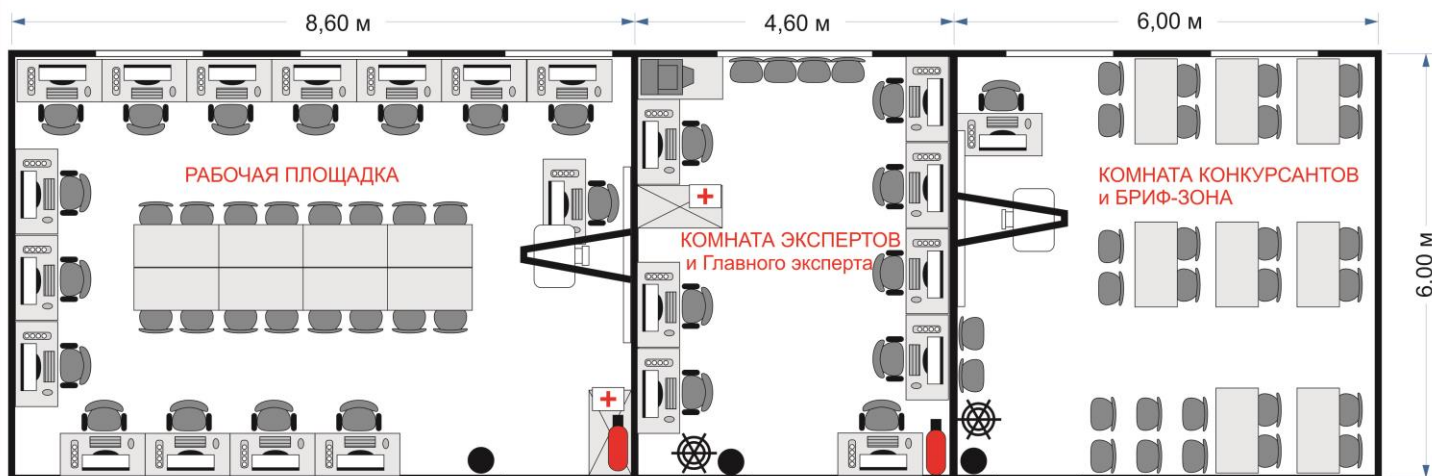 8,60 м
4,60 м
6,00 м
РАБОЧАЯ ПЛОЩАДКА
КОМНАТА ЭКСПЕРТОВ
и Главного эксперта
КОМНАТА КОНКУРСАНТОВ
и БРИФ-ЗОНА
6,00 м